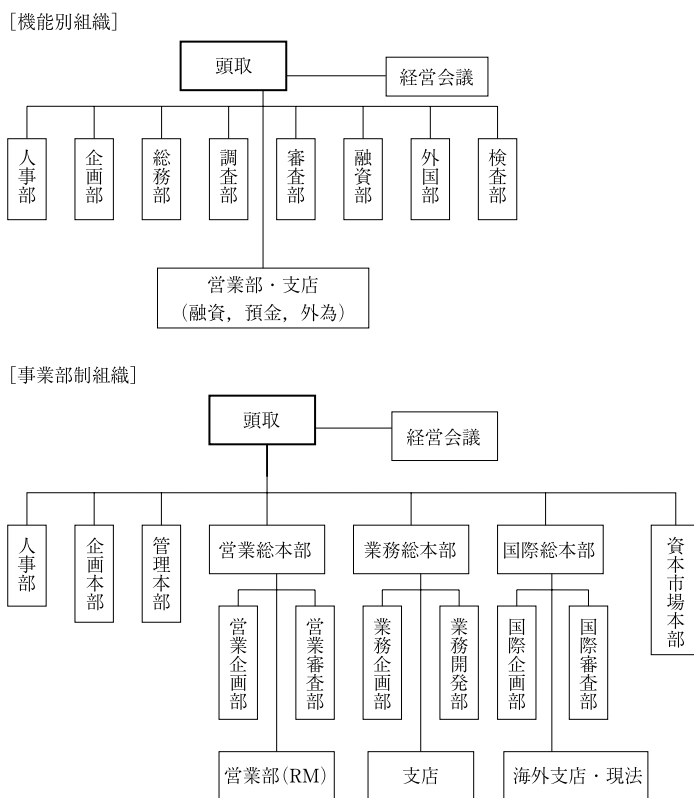 ［機能別組織］
頭取
経営会議
人事部
企画部
総務部
調査部
審査部
融資部
外国部
検査部
営業部・支店
（融資，預金，外為）
［事業部制組織］
頭取
経営会議
人事部
企画本部
管理本部
営業総本部
業務総本部
国際総本部
資本市場本部
営業企画部
営業審査部
業務企画部
業務開発部
国際企画部
国際審査部
営業部（RM）
支店
海外支店・現法